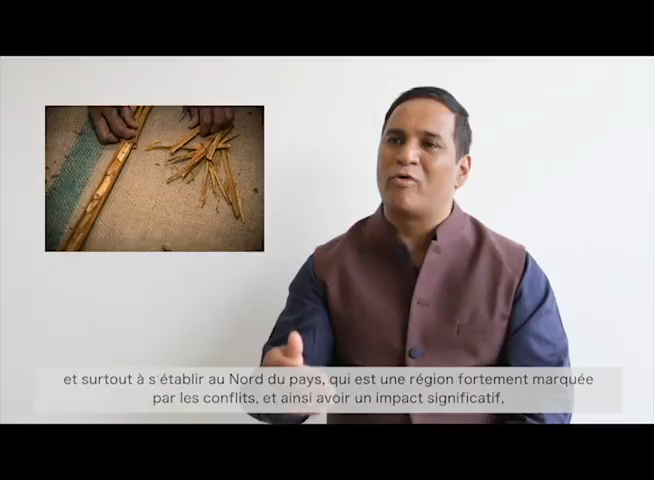 et surtout à s'établir au Nord du pays, qui est une région fortement marquée
par les conflits, et ainsi avoir un impact significatif.